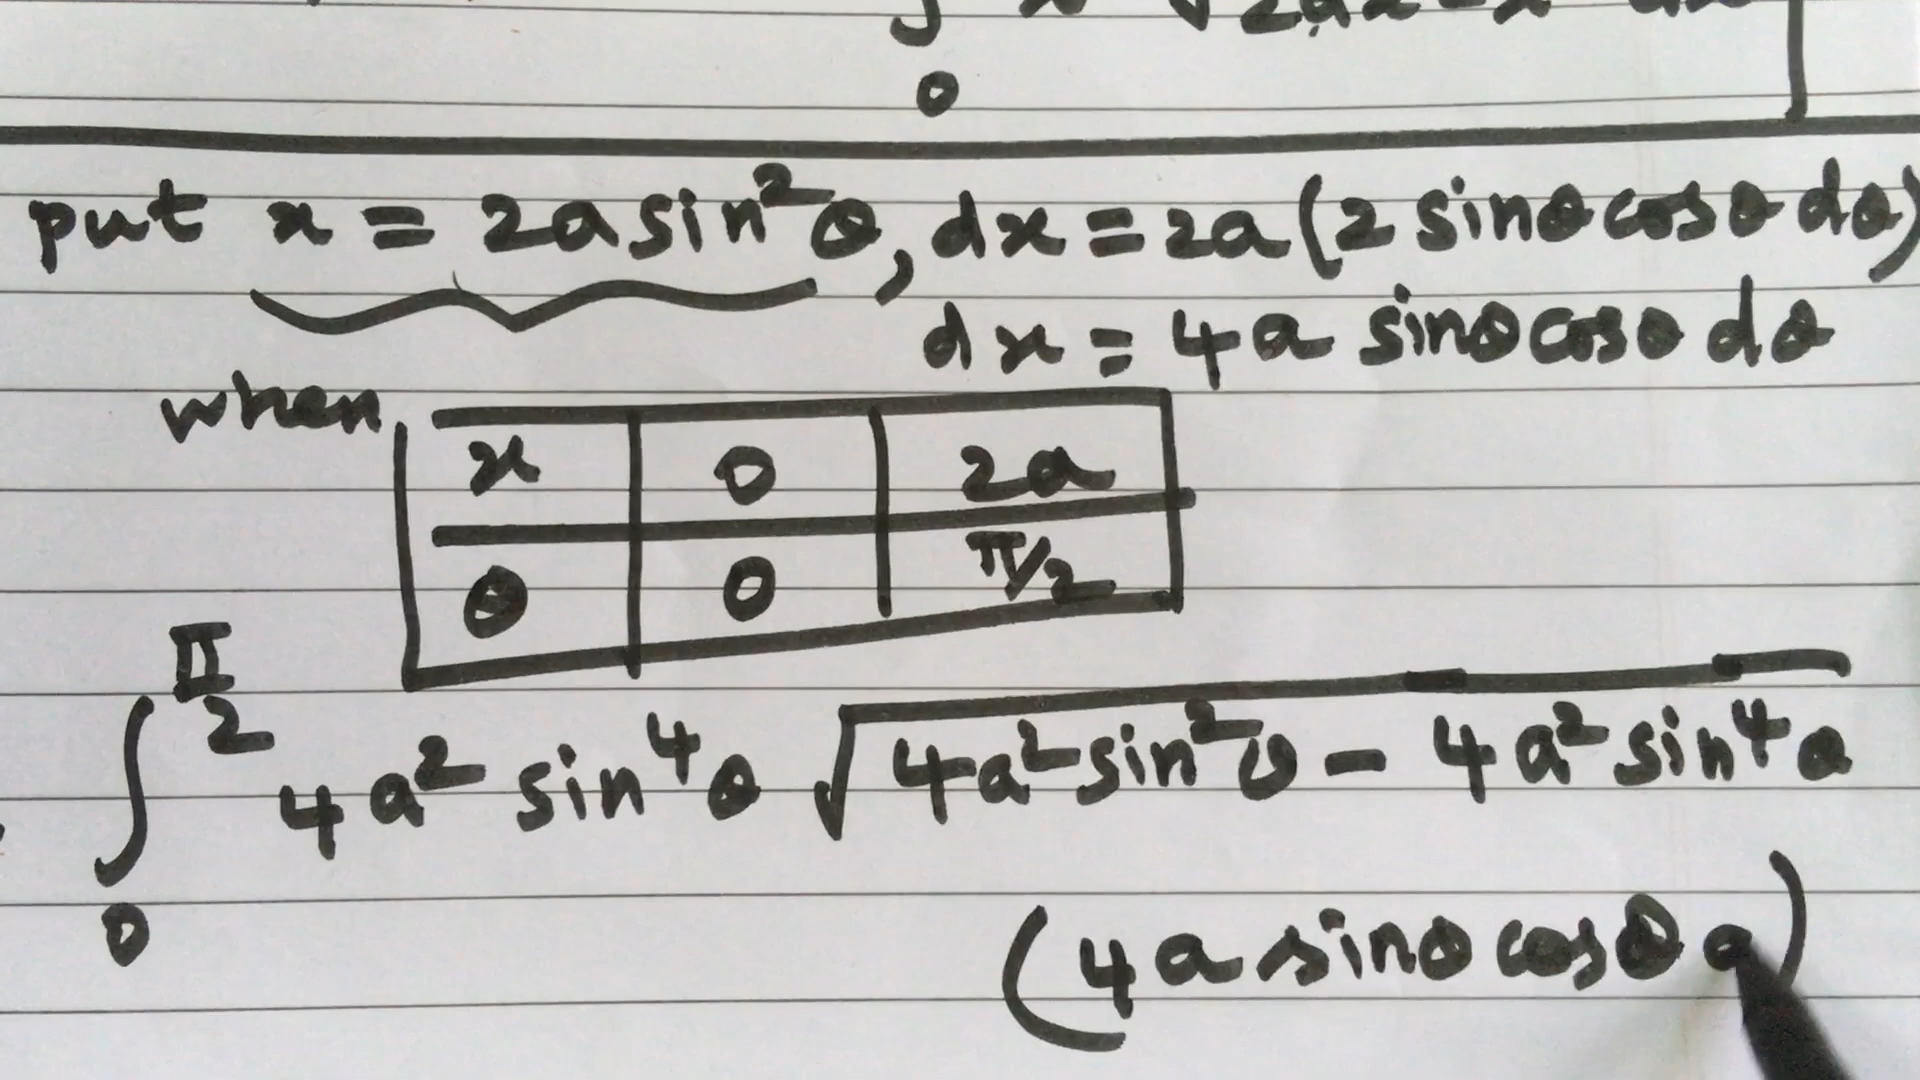 0
put x = 2a sin²θ, dx = 2a (2 sinθ cosθ dθ)
dx = 4a sinθ cosθ dθ
when
x 0 2a
θ 0 π/2
∫₀^(π/2) 4a² sin⁴θ √(4a² sin²θ - 4a² sin⁴θ)
(4a sinθ cosθ )